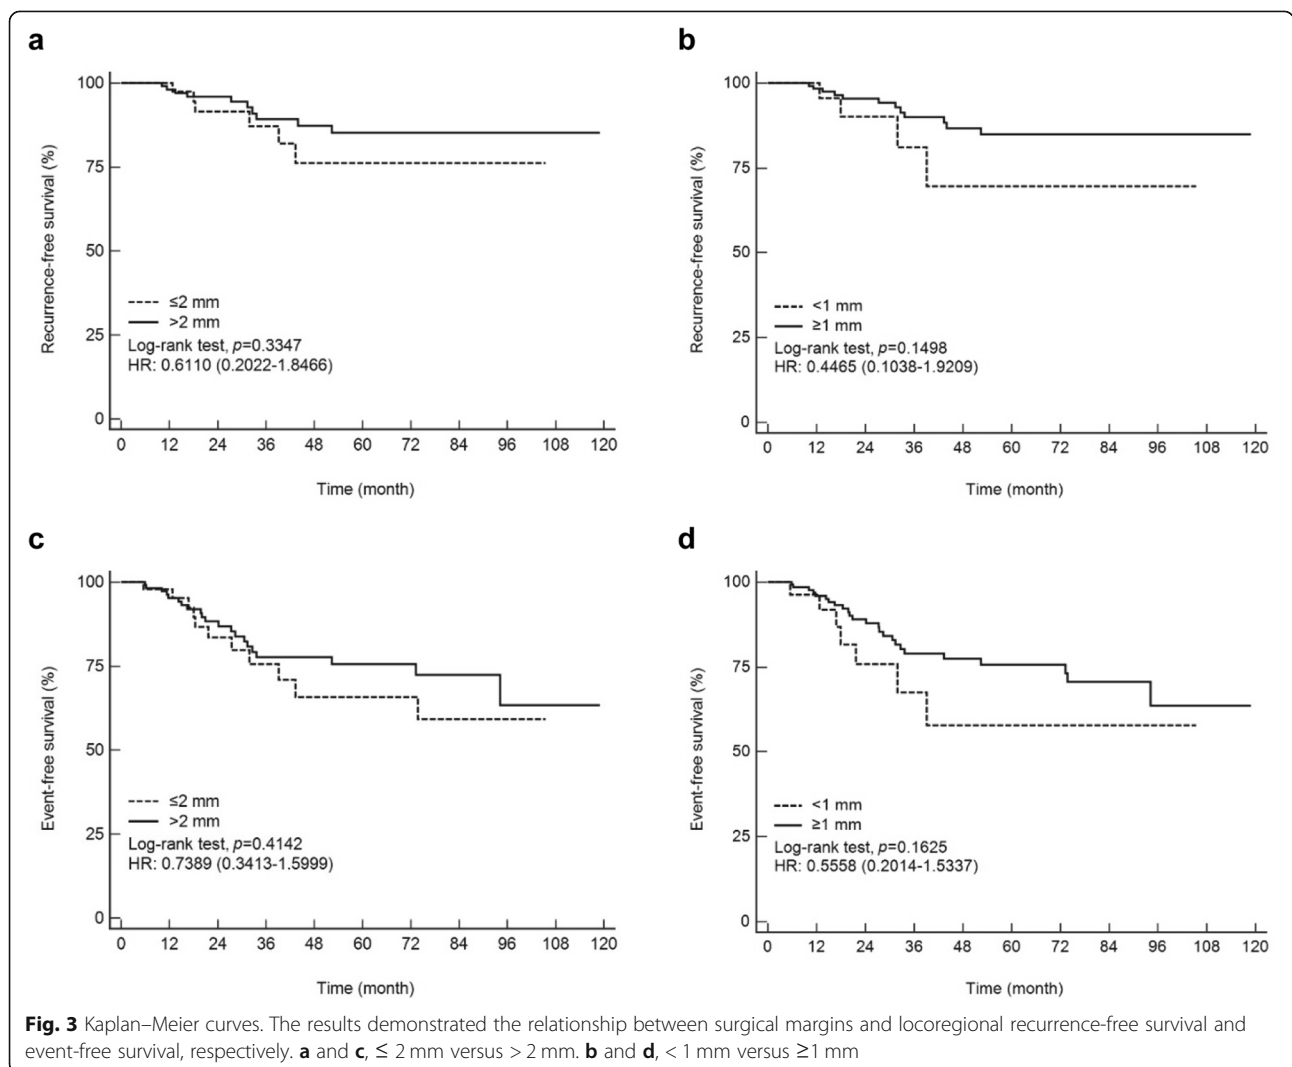 a
100
75
50
25
0
Recurrence-free survival (%)
≤2 mm
>2 mm
Log-rank test, p=0.3347
HR: 0.6110 (0.2022-1.8466)
0 12 24 36 48 60 72 84 96 108 120
Time (month)
b
100
75
50
25
0
Recurrence-free survival (%)
<1 mm
≥1 mm
Log-rank test, p=0.1498
HR: 0.4465 (0.1038-1.9209)
0 12 24 36 48 60 72 84 96 108 120
Time (month)
c
100
75
50
25
0
Event-free survival (%)
≤2 mm
>2 mm
Log-rank test, p=0.4142
HR: 0.7389 (0.3413-1.5999)
0 12 24 36 48 60 72 84 96 108 120
Time (month)
d
100
75
50
25
0
Event-free survival (%)
<1 mm
≥1 mm
Log-rank test, p=0.1625
HR: 0.5558 (0.2014-1.5337)
0 12 24 36 48 60 72 84 96 108 120
Time (month)
Fig. 3 Kaplan–Meier curves. The results demonstrated the relationship between surgical margins and locoregional recurrence-free survival and
event-free survival, respectively. a and c, ≤ 2 mm versus > 2 mm. b and d, < 1 mm versus ≥1 mm